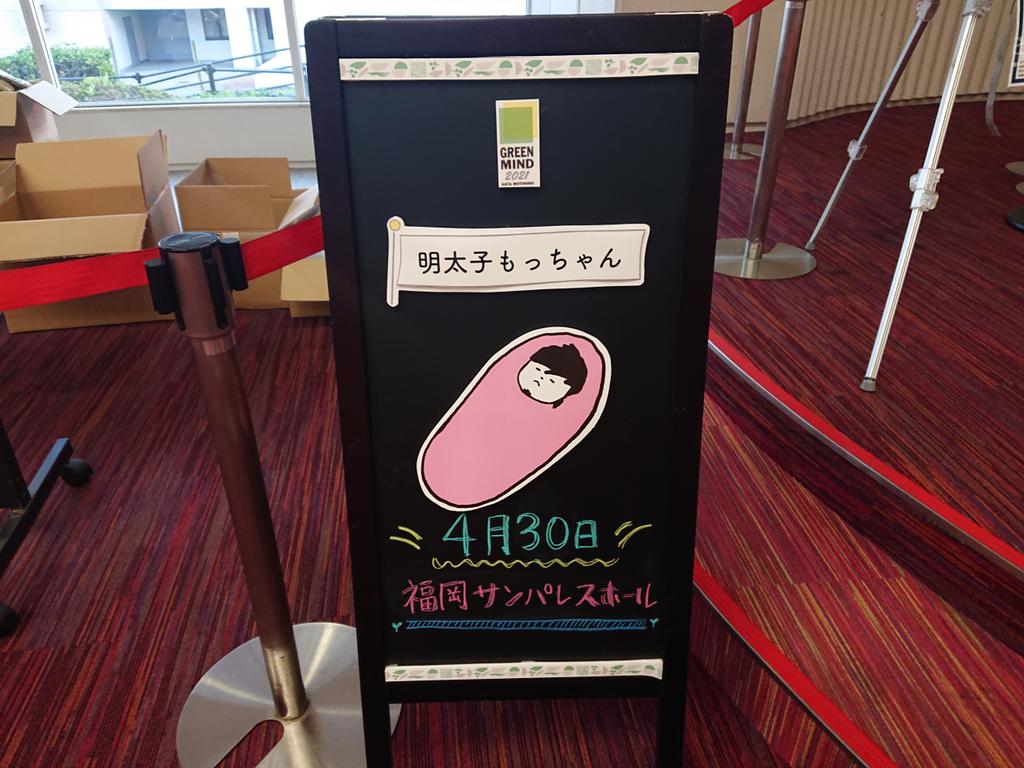 GREEN
MIND
2021
HATA MOTOHIRO
明太子もっちゃん
4月30日
福岡サンパレスホール